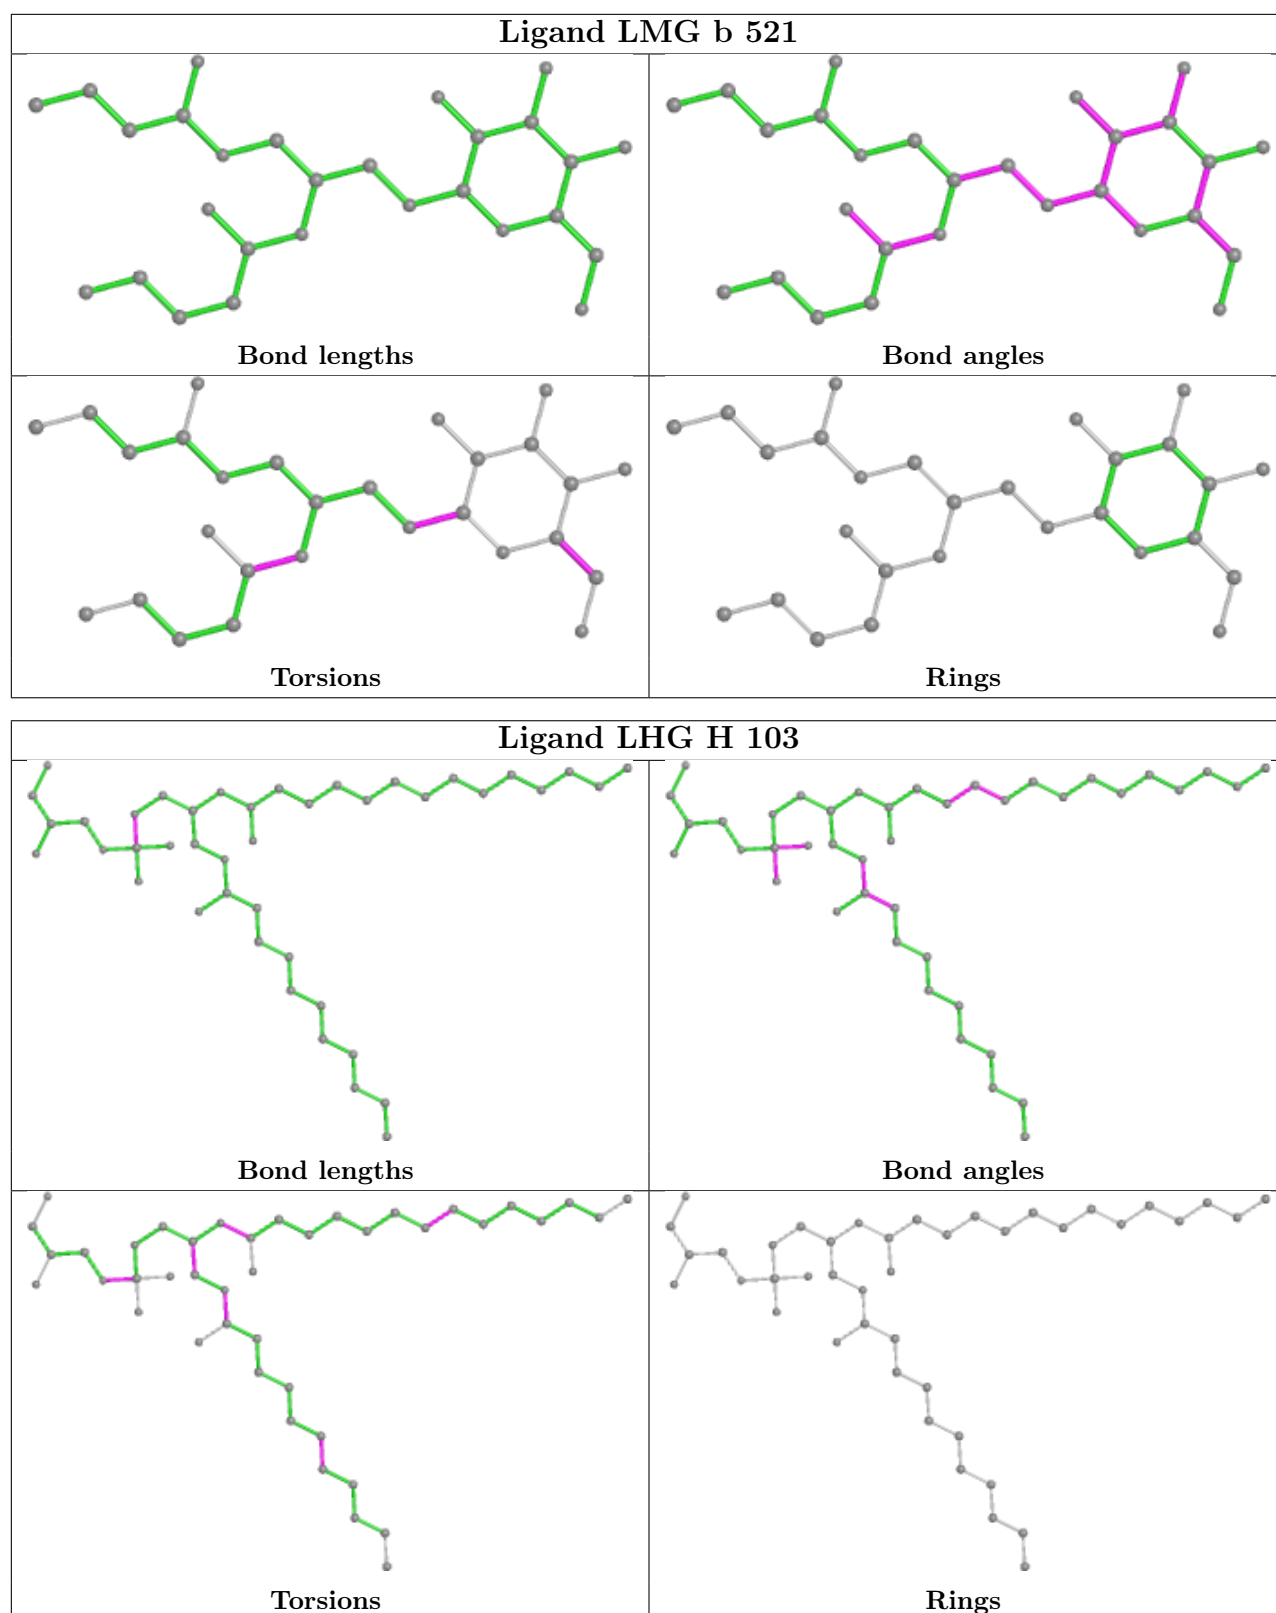 Ligand LMG b 521
Bond lengths
Bond angles
Torsions
Rings
Ligand LHG H 103
Bond lengths
Bond angles
Torsions
Rings